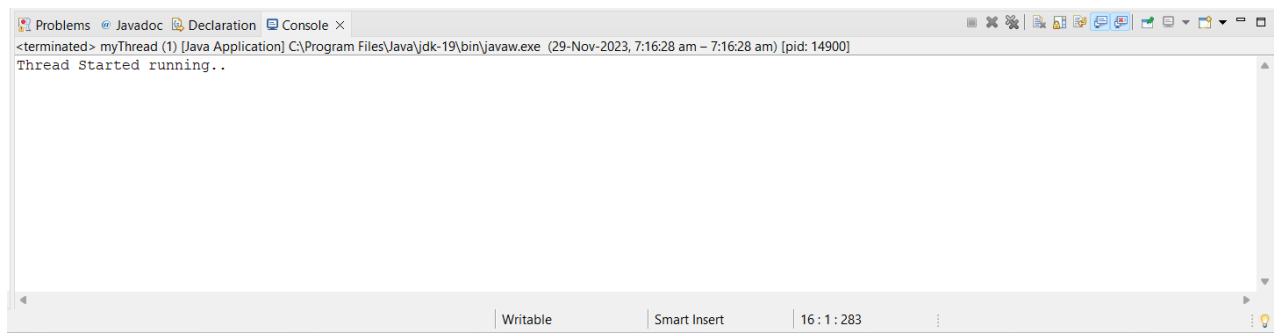 Problems @ Javadoc Declaration Console ×
<terminated> myThread (1) [Java Application] C:\Program Files\Java\jdk-19\bin\javaw.exe (29-Nov-2023, 7:16:28 am – 7:16:28 am) [pid: 14900]
Thread Started running..
Writable Smart Insert 16 : 1 : 283